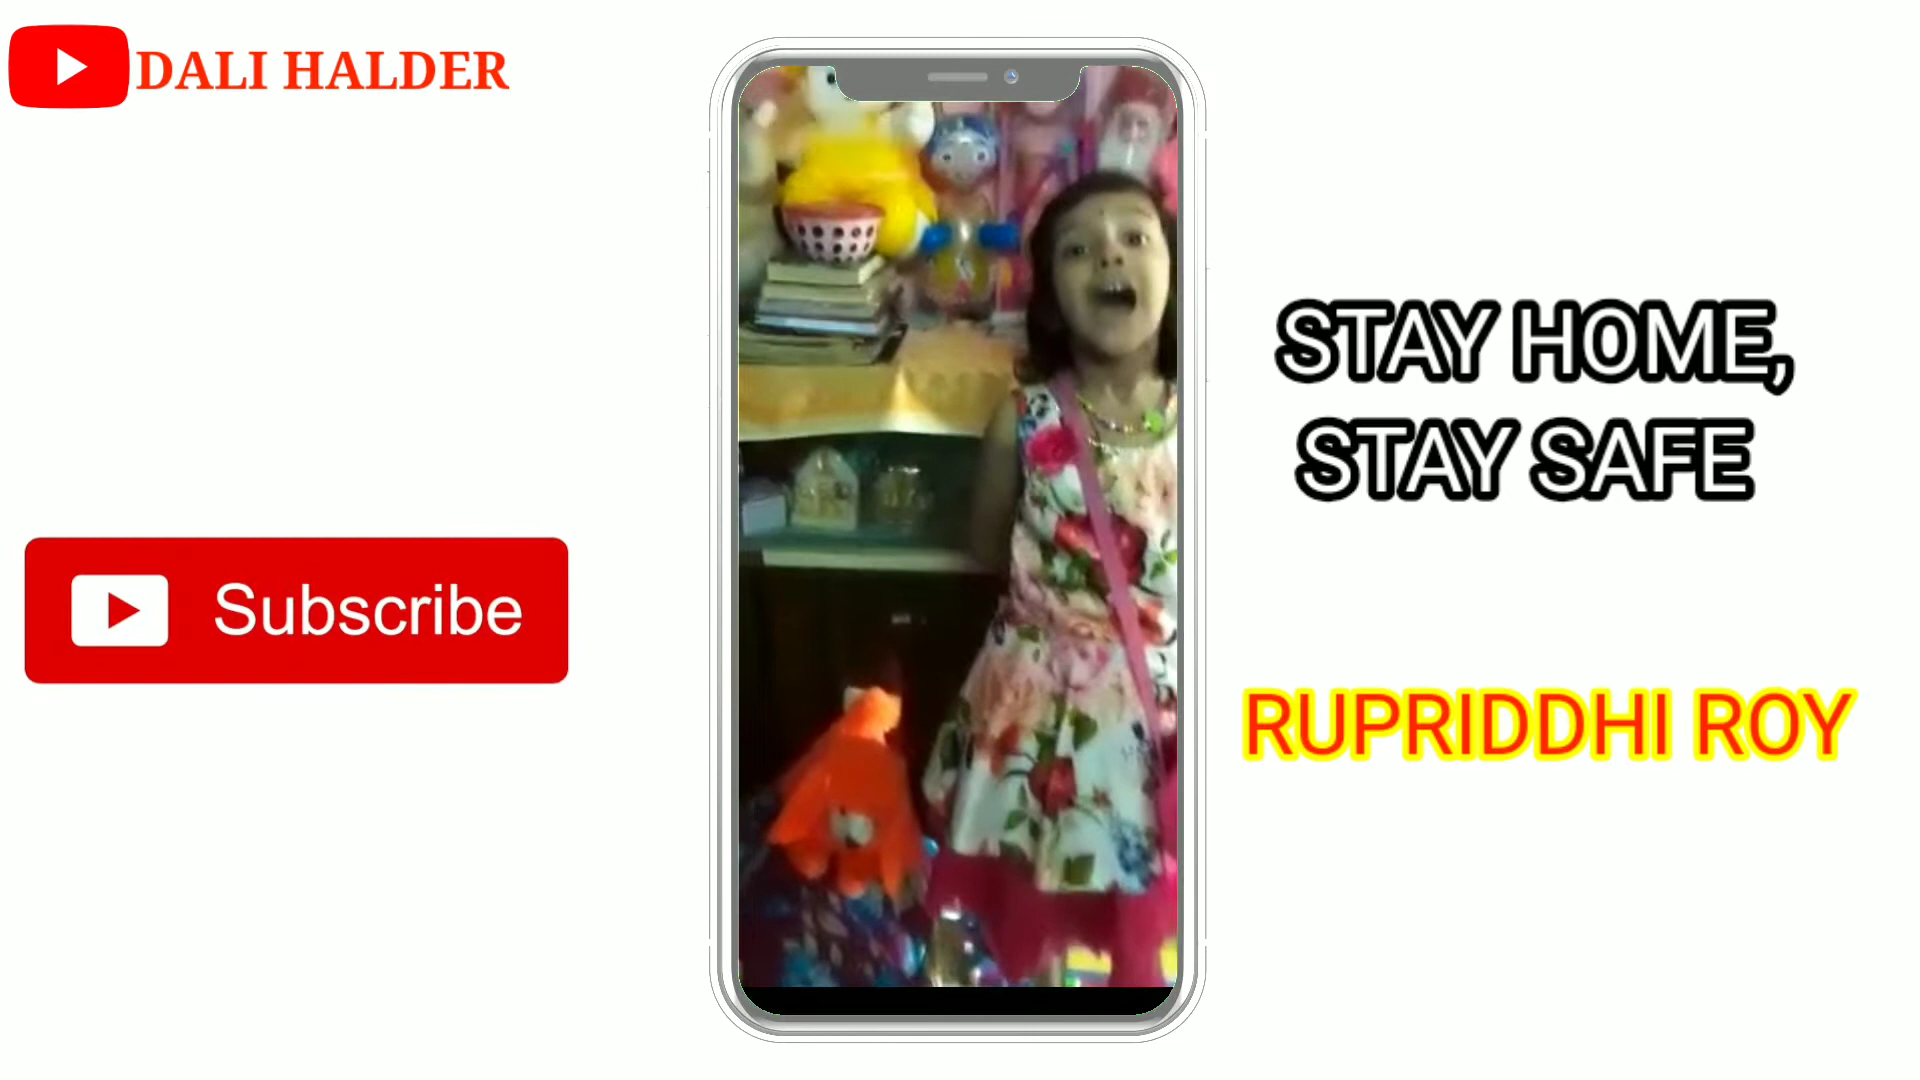 DALI HALDER
STAY HOME,
STAY SAFE
Subscribe
RUPRIDDHI ROY